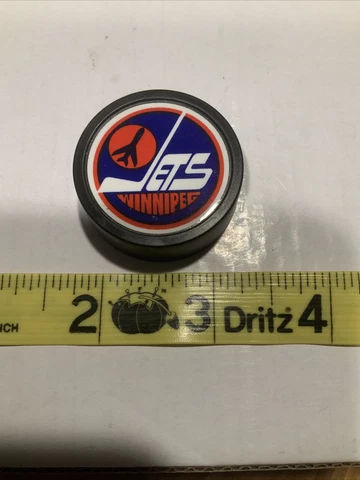 JETS
WINNIPEG
NCH 2 3 Dritz 4